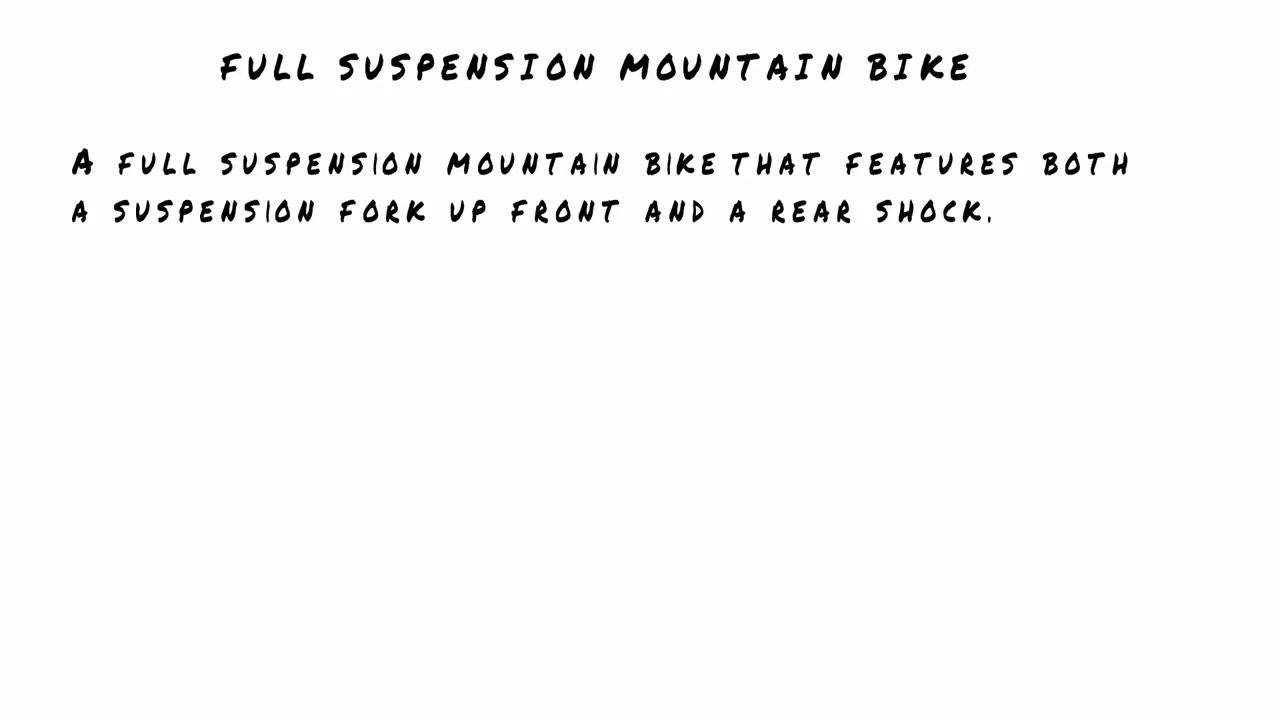 FULL SUSPENSION MOUNTAIN BIKE
A FULL SUSPENSION MOUNTAIN BIKE THAT FEATURES BOTH
A SUSPENSION FORK UP FRONT AND A REAR SHOCK.